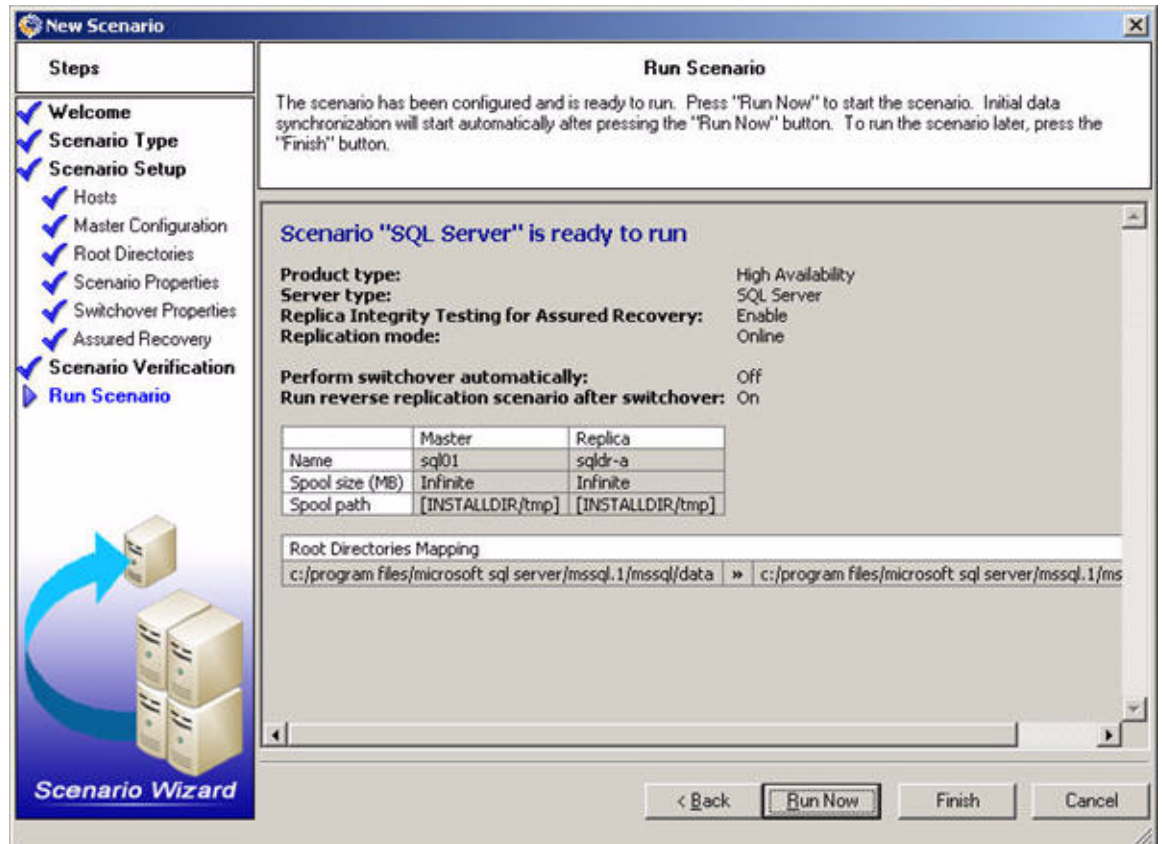 New Scenario
Steps
Welcome
Scenario Type
Scenario Setup
Hosts
Master Configuration
Root Directories
Scenario Properties
Switchover Properties
Assured Recovery
Scenario Verification
Run Scenario
Scenario Wizard
Run Scenario
The scenario has been configured and is ready to run. Press "Run Now" to start the scenario. Initial data
synchronization will start automatically after pressing the "Run Now" button. To run the scenario later, press the
"Finish" button.
Scenario "SQL Server" is ready to run
Product type: High Availability
Server type: SQL Server
Replica Integrity Testing for Assured Recovery: Enable
Replication mode: Online
Perform switchover automatically: Off
Run reverse replication scenario after switchover: On
Master Replica
Name sql01 sqldr-a
Spool size (MB) Infinite Infinite
Spool path [INSTALLDIR/tmp] [INSTALLDIR/tmp]
Root Directories Mapping
c:/program files/microsoft sql server/mssql.1/mssql/data » c:/program files/microsoft sql server/mssql.1/ms
< Back Run Now Finish Cancel